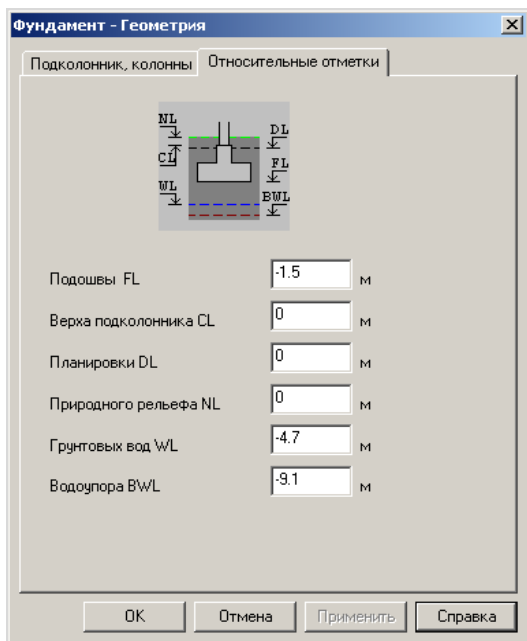 Фундамент - Геометрия
Подколонник, колонны Относительные отметки
NL
DL
CL
FL
WL
BWL
Подошвы FL -1.5 м
Верха подколонника CL 0 м
Планировки DL 0 м
Природного рельефа NL 0 м
Грунтовых вод WL -4.7 м
Водоупора BWL -9.1 м
OK Отмена Применить Справка